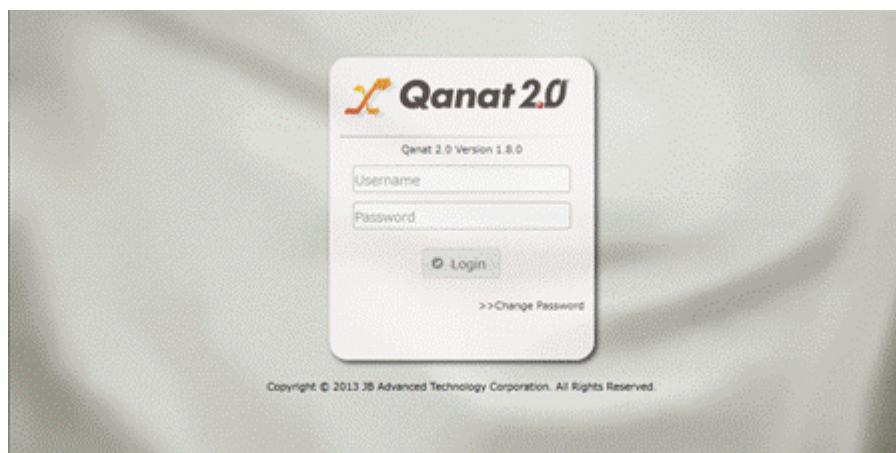 Qanat 2.0
Qanat 2.0 Version 1.8.0
Username
Password
Login
>>Change Password
Copyright © 2013 JB Advanced Technology Corporation. All Rights Reserved.